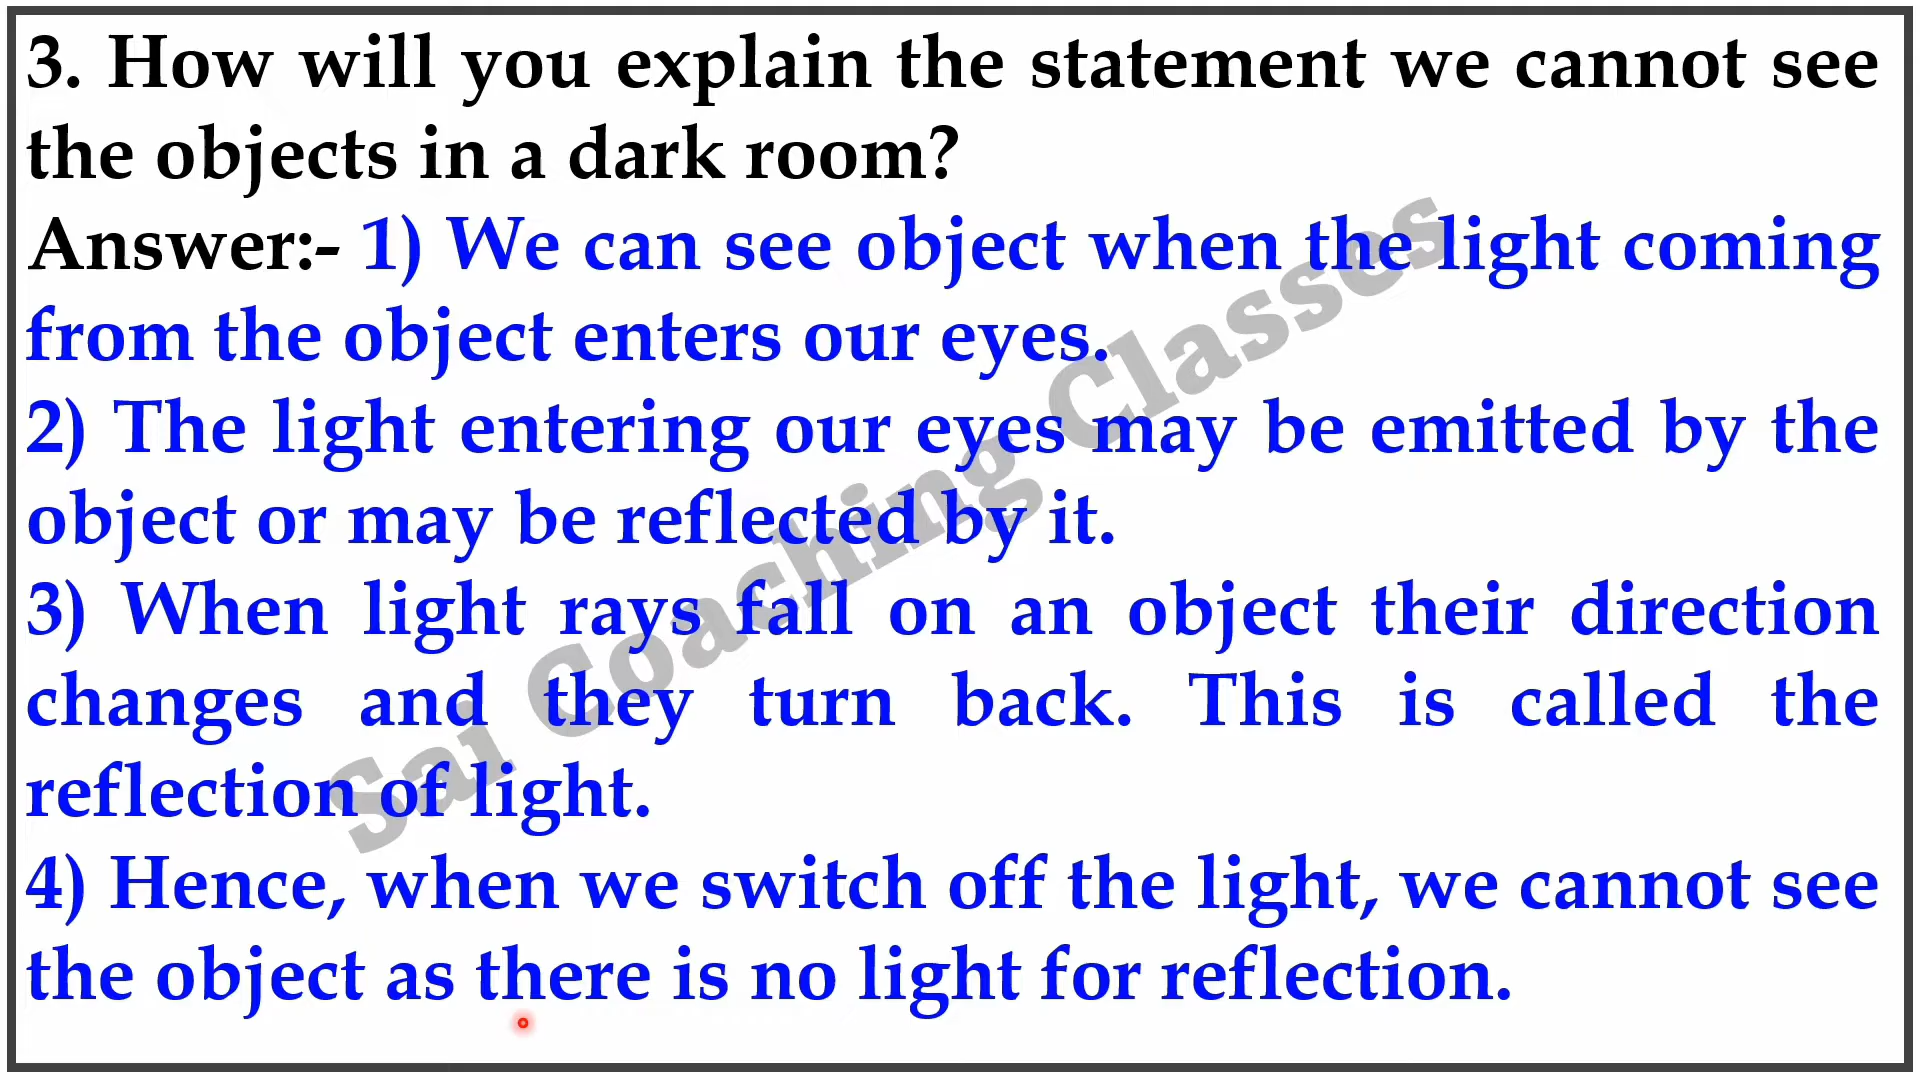 3. How will you explain the statement we cannot see
the objects in a dark room?
Answer:- 1) We can see object when the light coming
from the object enters our eyes.
2) The light entering our eyes may be emitted by the
object or may be reflected by it.
3) When light rays fall on an object their direction
changes and they turn back. This is called the
reflection of light.
4) Hence, when we switch off the light, we cannot see
the object as there is no light for reflection.
Sai Coaching Classes